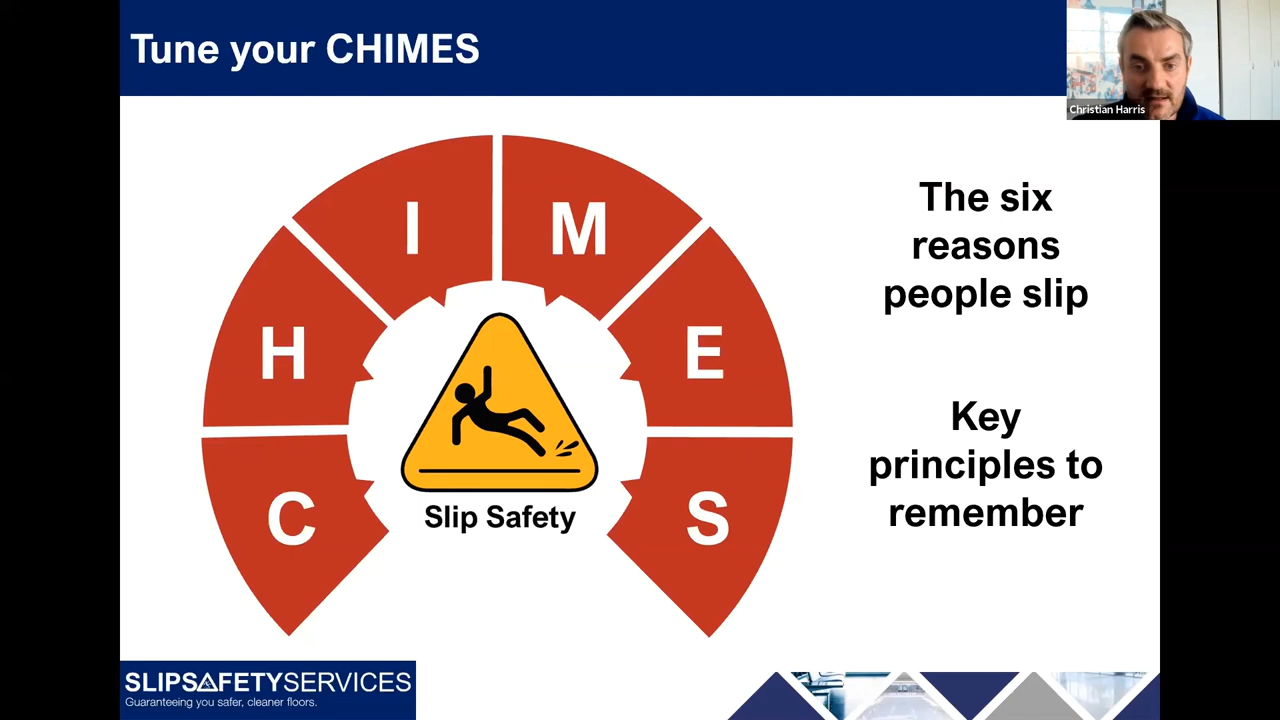 Tune your CHIMES
Christian Harris
C
H
I
M
E
S
Slip Safety
The six
reasons
people slip
Key
principles to
remember
SLIPSAFETYSERVICES
Guaranteeing you safer, cleaner floors.